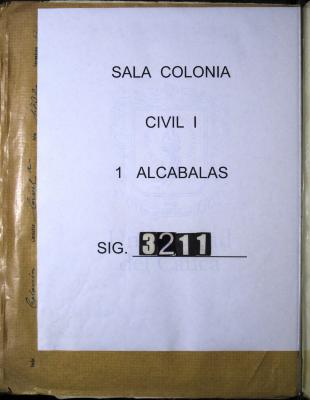 SALA COLONIA
CIVIL I
1 ALCABALAS
SIG. 3211